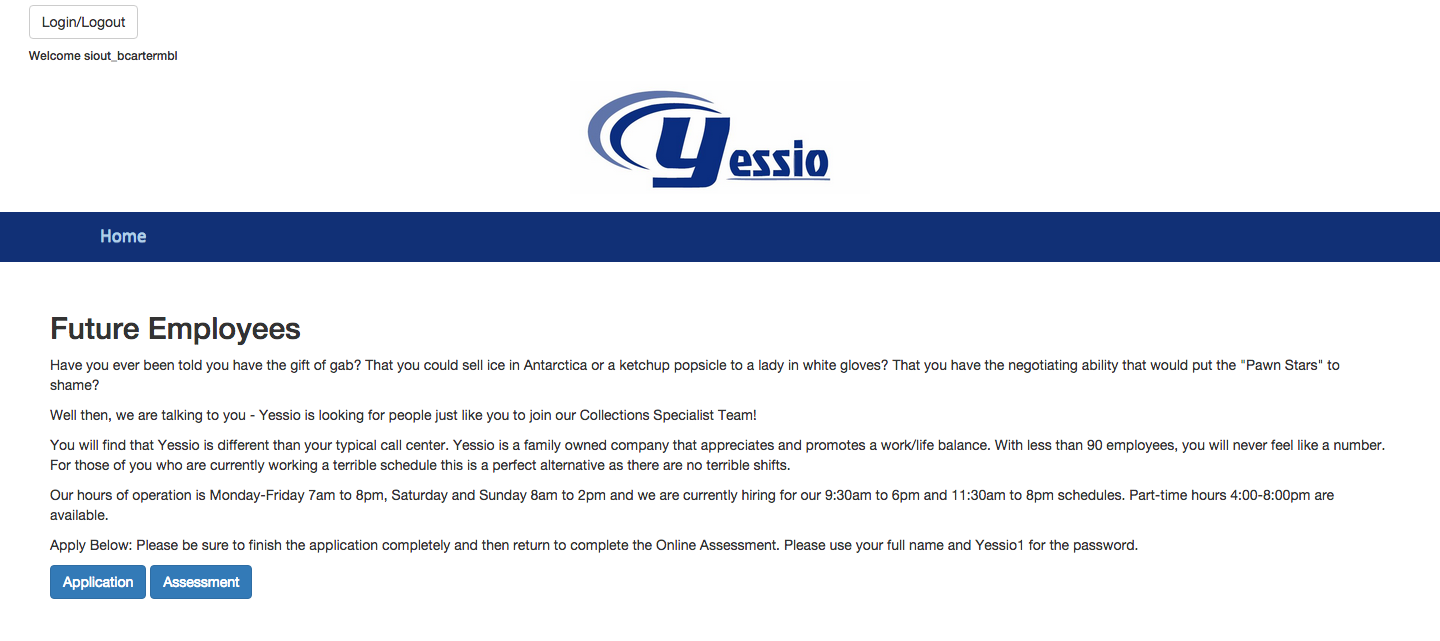 Login/Logout
Welcome siout_bcartermbl
Yessio
Home
Future Employees
Have you ever been told you have the gift of gab? That you could sell ice in Antarctica or a ketchup popsicle to a lady in white gloves? That you have the negotiating ability that would put the "Pawn Stars" to
shame?
Well then, we are talking to you - Yessio is looking for people just like you to join our Collections Specialist Team!
You will find that Yessio is different than your typical call center. Yessio is a family owned company that appreciates and promotes a work/life balance. With less than 90 employees, you will never feel like a number.
For those of you who are currently working a terrible schedule this is a perfect alternative as there are no terrible shifts.
Our hours of operation is Monday-Friday 7am to 8pm, Saturday and Sunday 8am to 2pm and we are currently hiring for our 9:30am to 6pm and 11:30am to 8pm schedules. Part-time hours 4:00-8:00pm are
available.
Apply Below: Please be sure to finish the application completely and then return to complete the Online Assessment. Please use your full name and Yessio1 for the password.
Application Assessment